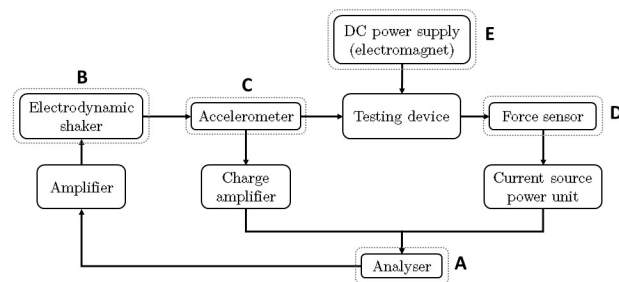 DC power supply
(electromagnet)
E
B
C
Electrodynamic
shaker
Accelerometer
Testing device
Force sensor
D
Amplifier
Charge
amplifier
Current source
power unit
Analyser
A